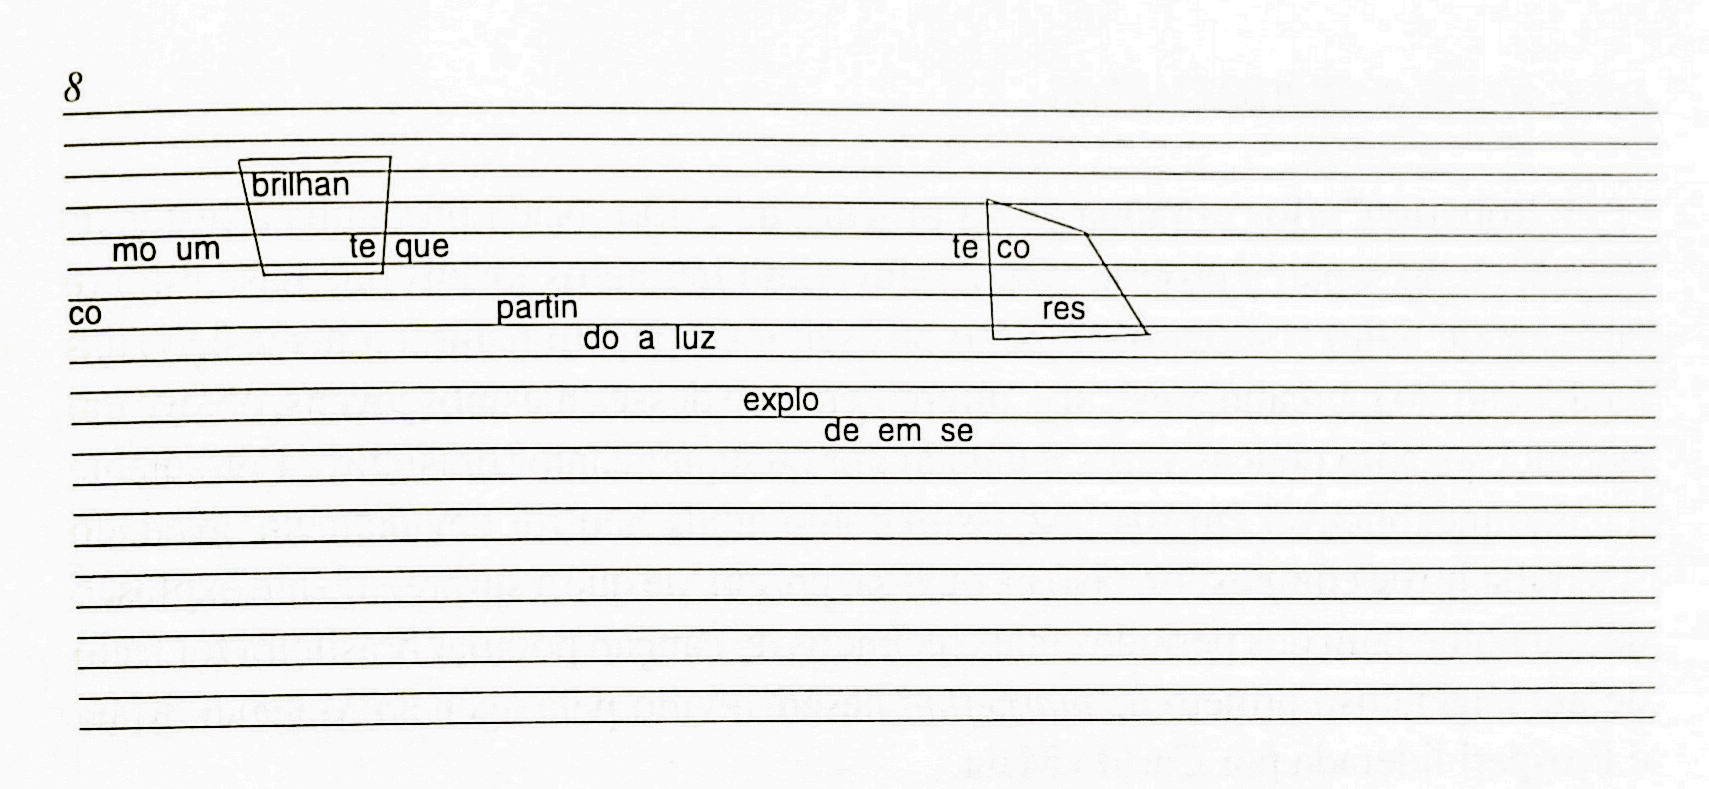 8
brilhan
mo um te que te co
co partin res
do a luz
explo
de em se